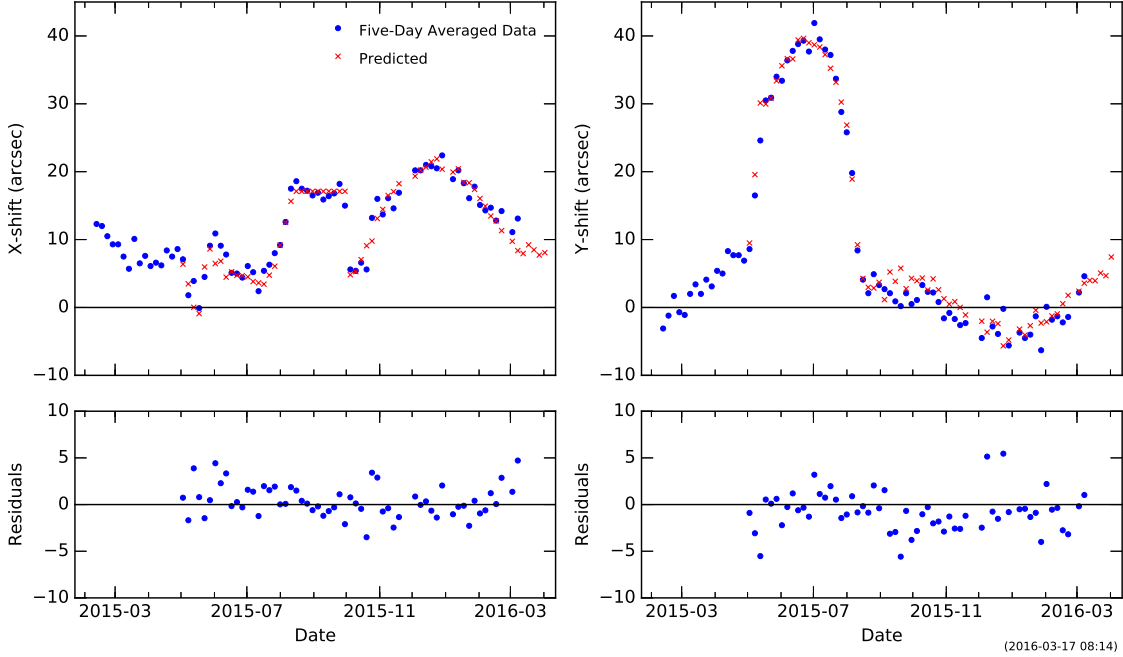 40
30
20
10
0
−10
X-shift (arcsec)
Five-Day Averaged Data
Predicted
40
30
20
10
0
−10
Y-shift (arcsec)
10
5
0
−5
−10
Residuals
2015-03 2015-07 2015-11 2016-03
Date
10
5
0
−5
−10
Residuals
2015-03 2015-07 2015-11 2016-03
Date
(2016-03-17 08:14)